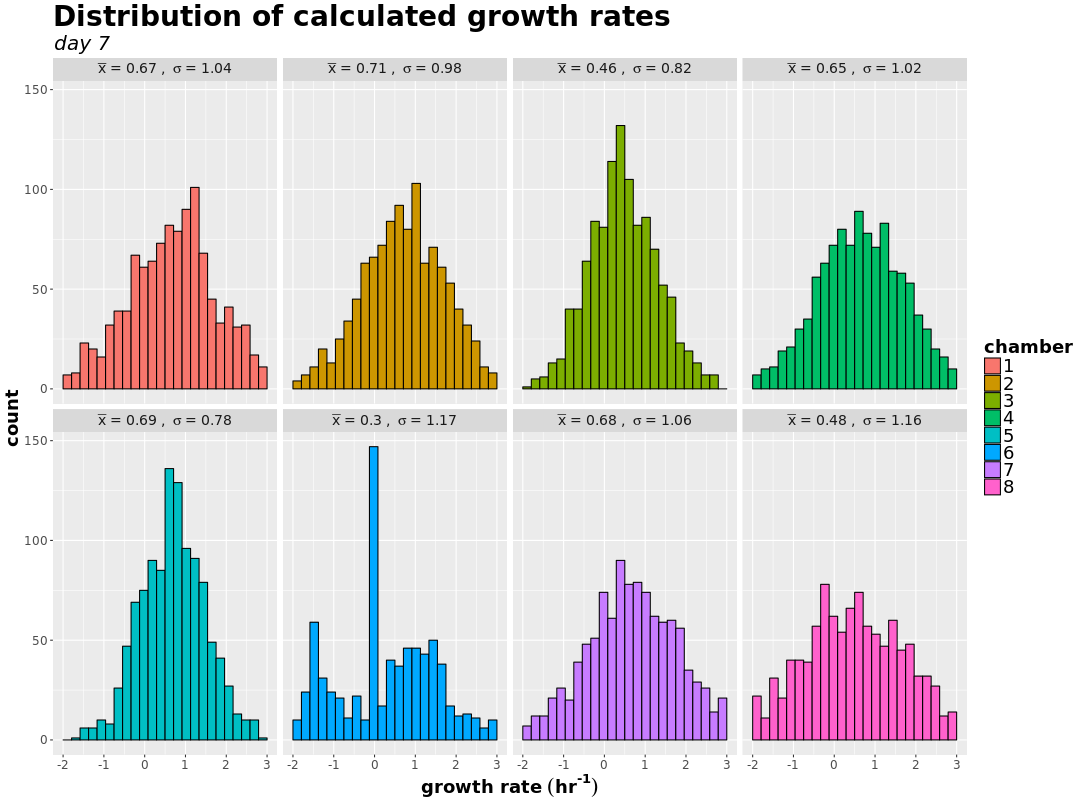 Distribution of calculated growth rates
day 7
x̅ = 0.67 , σ = 1.04
x̅ = 0.71 , σ = 0.98
x̅ = 0.46 , σ = 0.82
x̅ = 0.65 , σ = 1.02
150
100
50
0
x̅ = 0.69 , σ = 0.78
x̅ = 0.3 , σ = 1.17
x̅ = 0.68 , σ = 1.06
x̅ = 0.48 , σ = 1.16
150
100
50
0
-2 -1 0 1 2 3
-2 -1 0 1 2 3
-2 -1 0 1 2 3
-2 -1 0 1 2 3
growth rate (hr⁻¹)
count
chamber
1
2
3
4
5
6
7
8